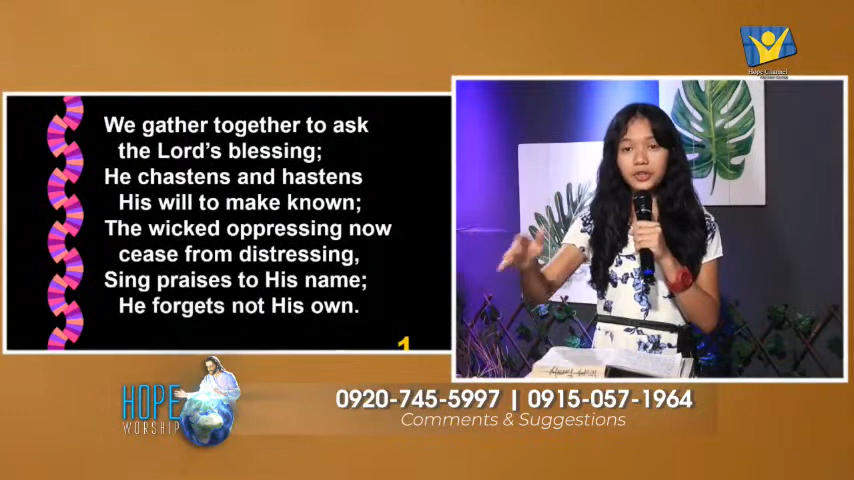 Hope Channel
We gather together to ask
the Lord's blessing;
He chastens and hastens
His will to make known;
The wicked oppressing now
cease from distressing,
Sing praises to His name;
He forgets not His own.
1
HOPE
WORSHIP
0920-745-5997 | 0915-057-1964
Comments & Suggestions